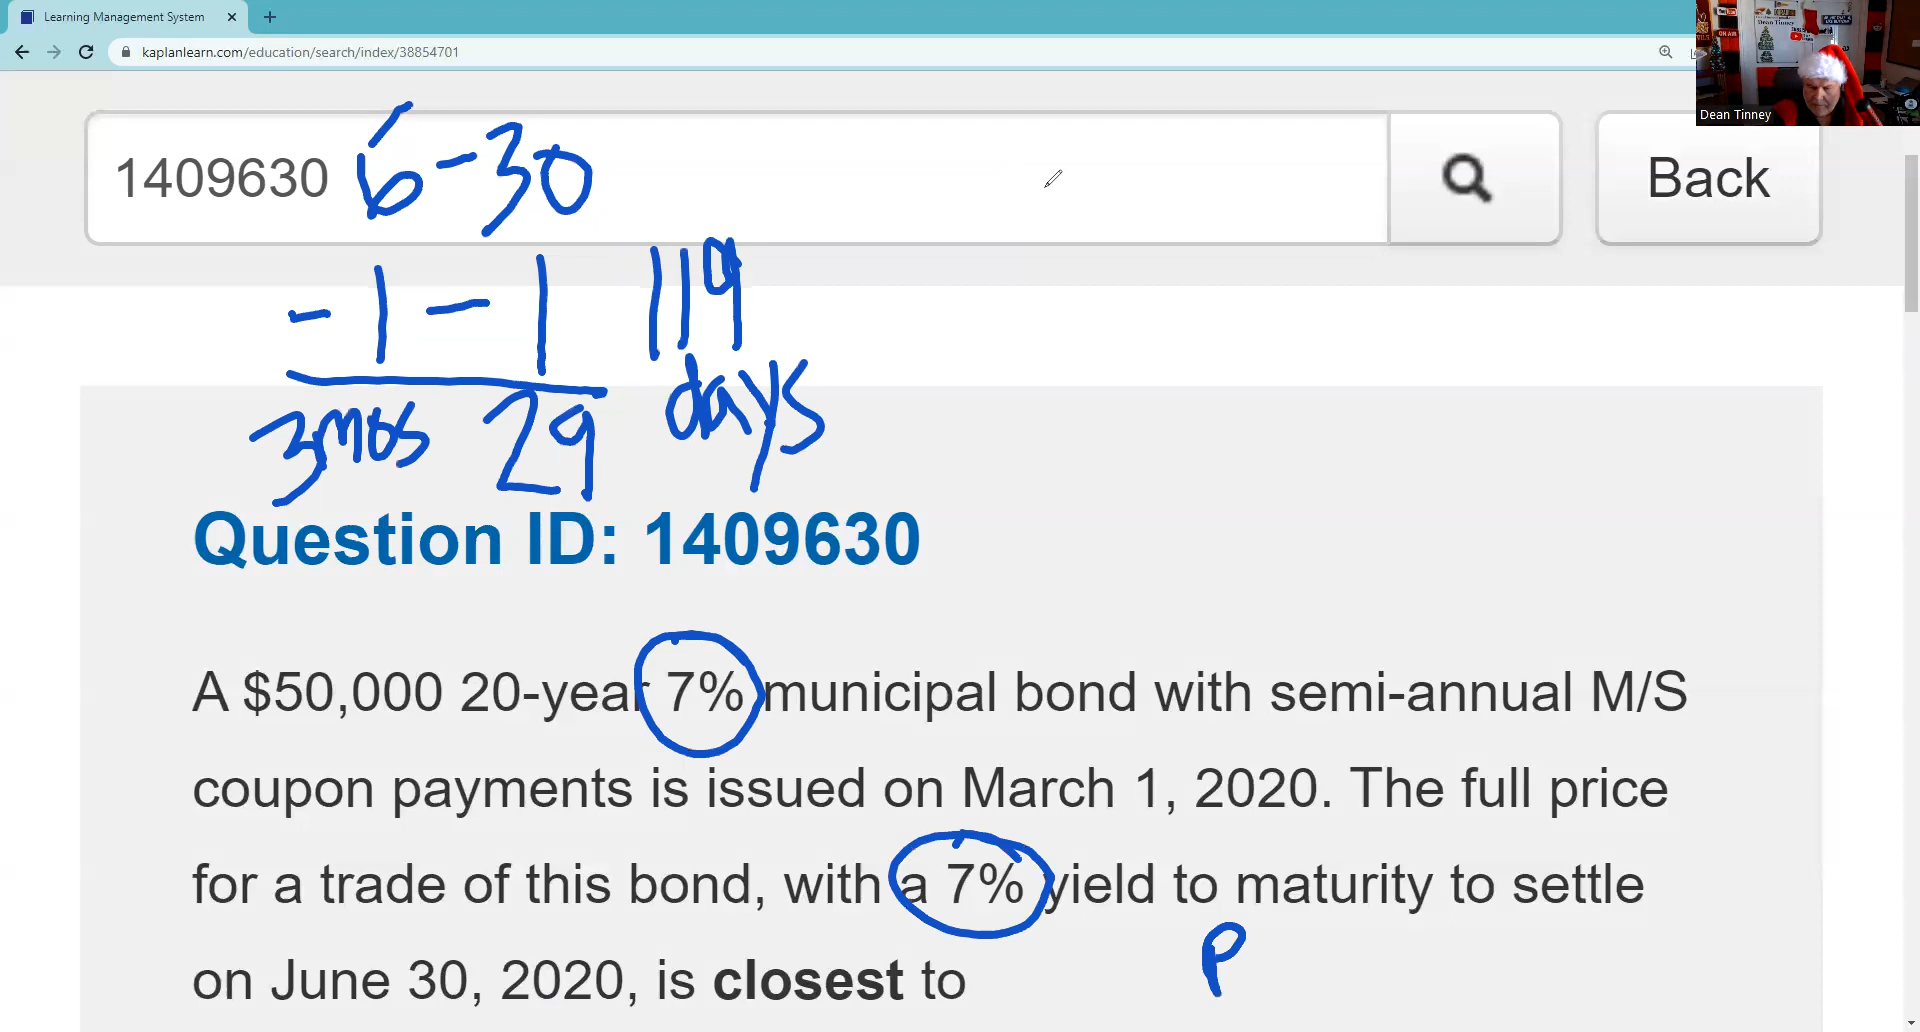 Learning Management System
kaplanlearn.com/education/search/index/38854701
Dean Tinney
ON AIR
1409630 6-30
Back
- 1 - 1 119
days
3mos 29
Question ID: 1409630
A $50,000 20-year 7% municipal bond with semi-annual M/S
coupon payments is issued on March 1, 2020. The full price
for a trade of this bond, with a 7% yield to maturity to settle
P
on June 30, 2020, is closest to